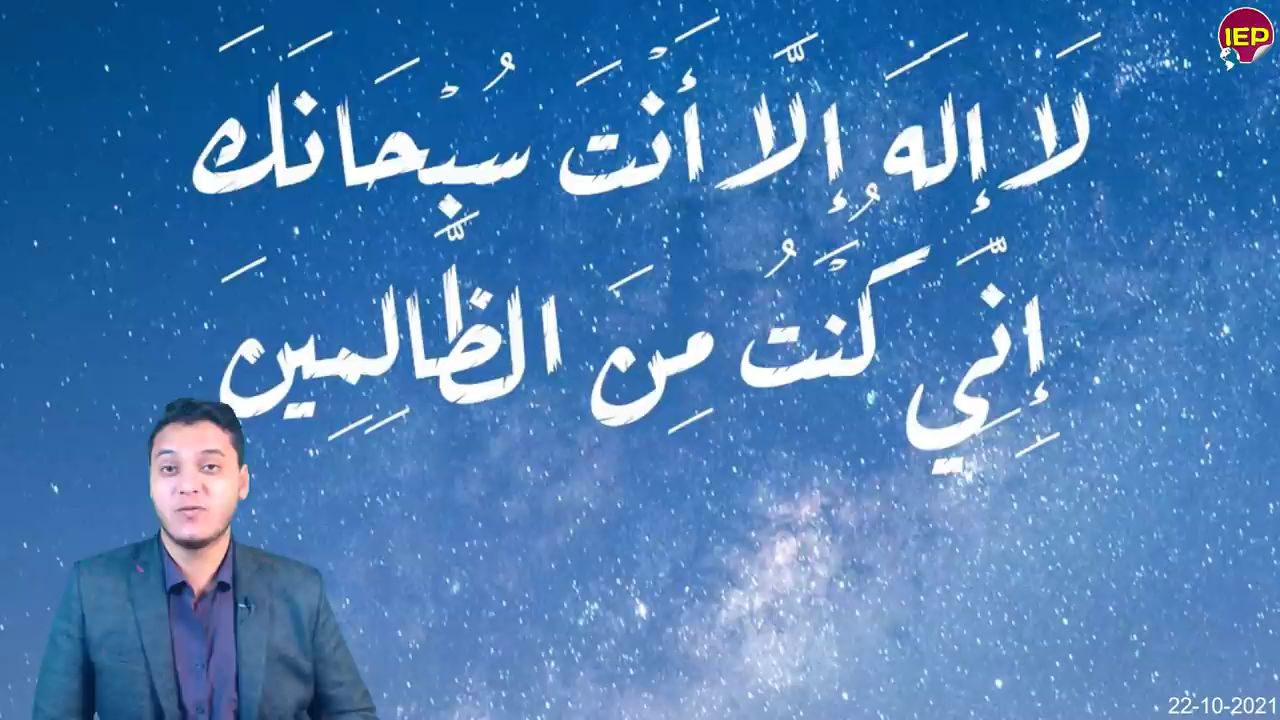 لَا إِلَهَ إِلَّا أَنْتَ سُبْحَانَكَ
إِنِّي كُنْتُ مِنَ الظَّالِمِينَ
IEP
22-10-2021